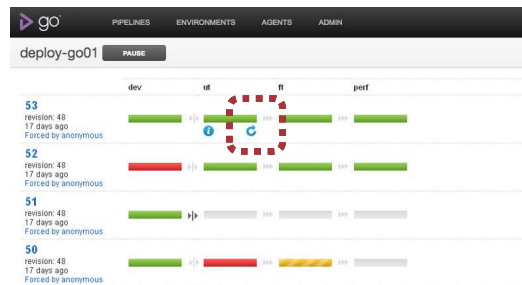 go
PIPELINES ENVIRONMENTS AGENTS ADMIN
deploy-go01 PAUSE
dev ut ft perf
53
revision: 48
17 days ago
Forced by anonymous
52
revision: 48
17 days ago
Forced by anonymous
51
revision: 48
17 days ago
Forced by anonymous
50
revision: 48
17 days ago
Forced by anonymous